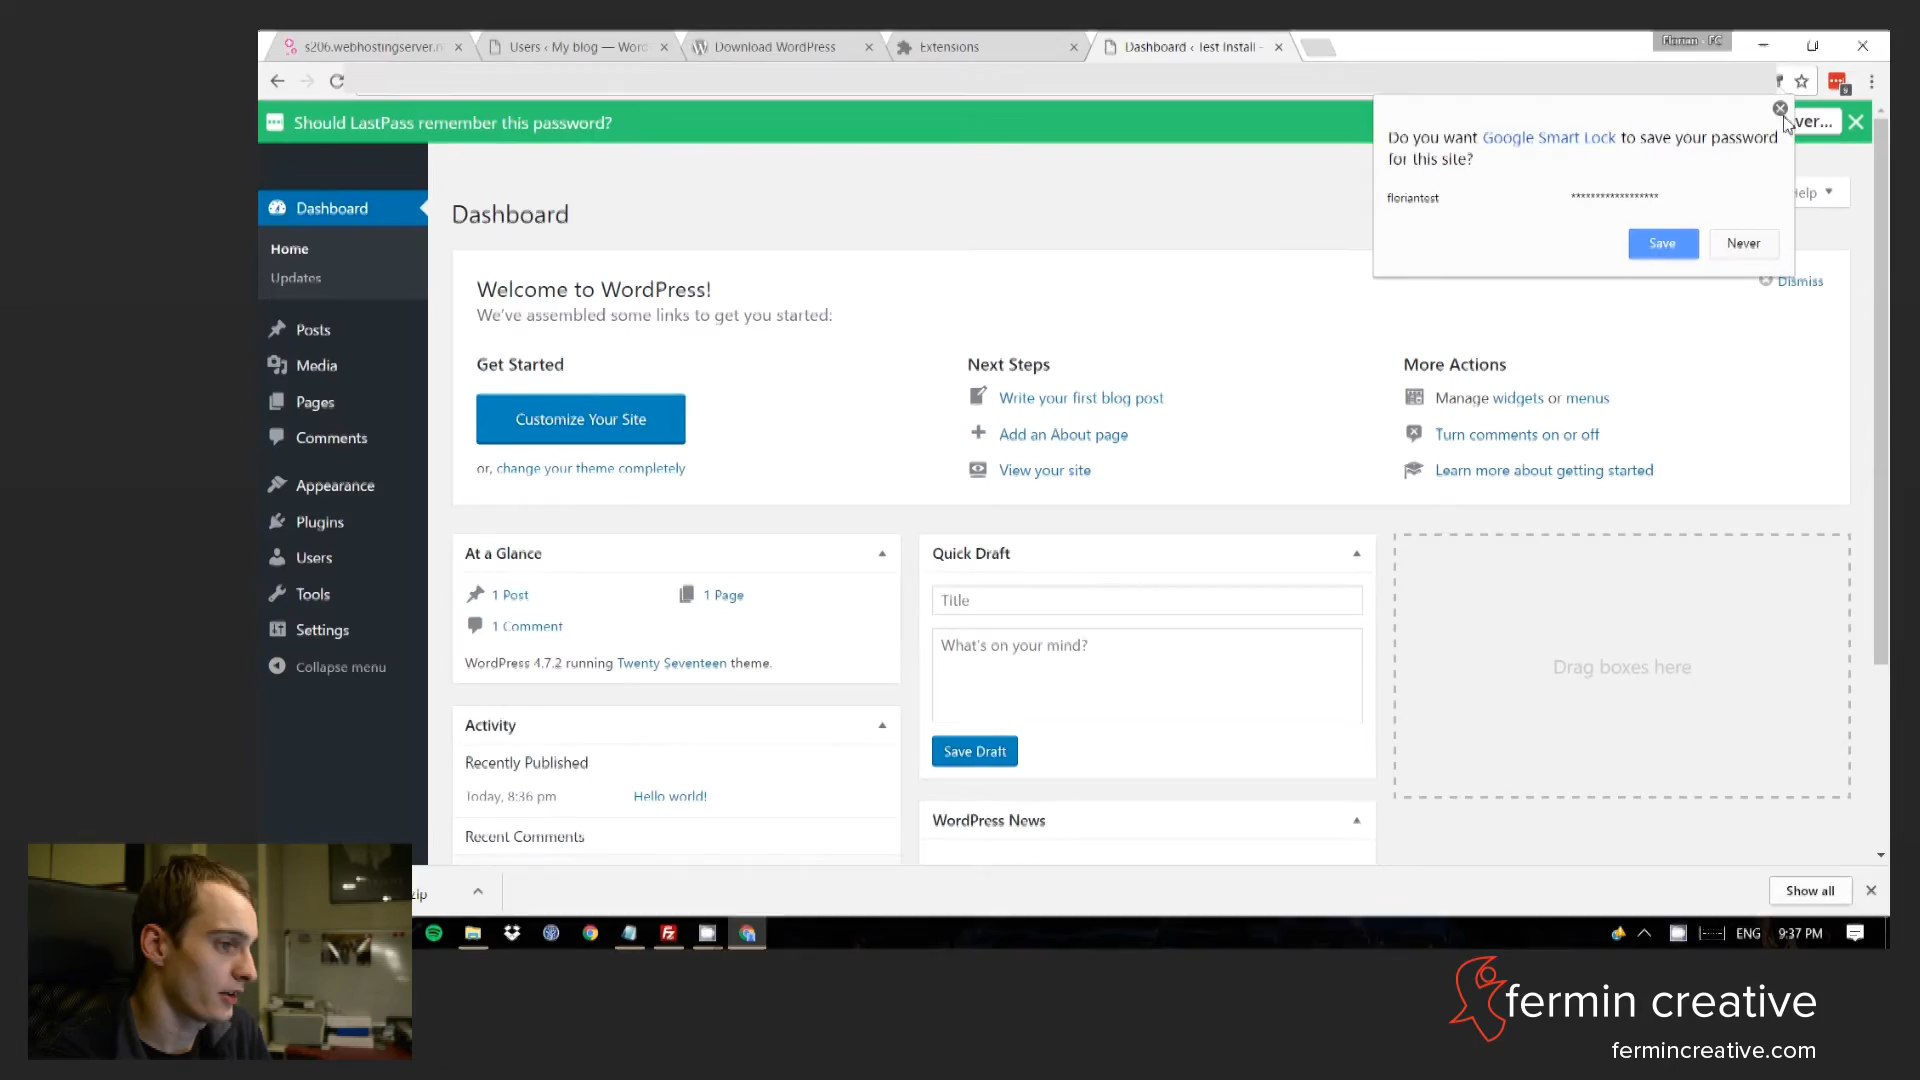 s206.webhostingserver.n
Users ‹ My blog — Word
Download WordPress
Extensions
Dashboard ‹ Test Install -
Florian - FC
Should LastPass remember this password?
ver...
Do you want Google Smart Lock to save your password
for this site?
floriantest ******************
Save Never
Help
Dashboard
Home
Updates
Posts
Media
Pages
Comments
Appearance
Plugins
Users
Tools
Settings
Collapse menu
Dashboard
Dismiss
Welcome to WordPress!
We've assembled some links to get you started:
Get Started
Customize Your Site
or, change your theme completely
Next Steps
Write your first blog post
Add an About page
View your site
More Actions
Manage widgets or menus
Turn comments on or off
Learn more about getting started
At a Glance
1 Post 1 Page
1 Comment
WordPress 4.7.2 running Twenty Seventeen theme.
Activity
Recently Published
Today, 8:36 pm Hello world!
Recent Comments
Quick Draft
Title
What's on your mind?
Save Draft
WordPress News
Drag boxes here
zip
Show all
ENG 9:37 PM
fermin creative
fermincreative.com